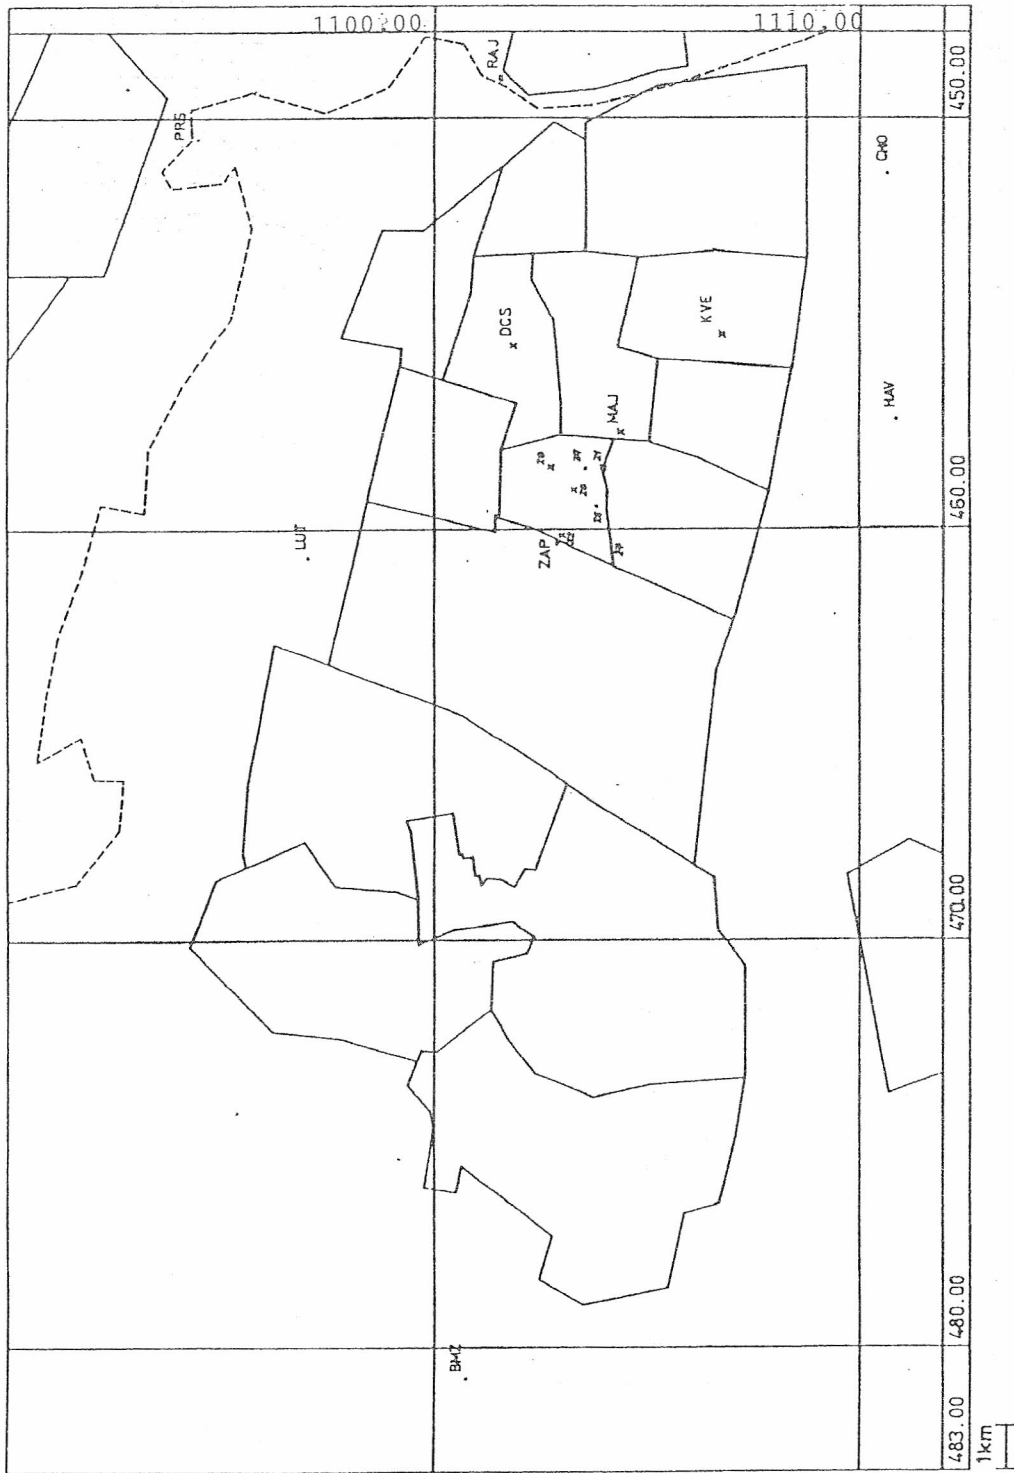 1100.00
1110.00
RAJ
450.00
PRS
CHO
KVE
DCS
HAV
MAJ
460.00
LUT
ZAP
470.00
480.00
BMZ
483.00
1km